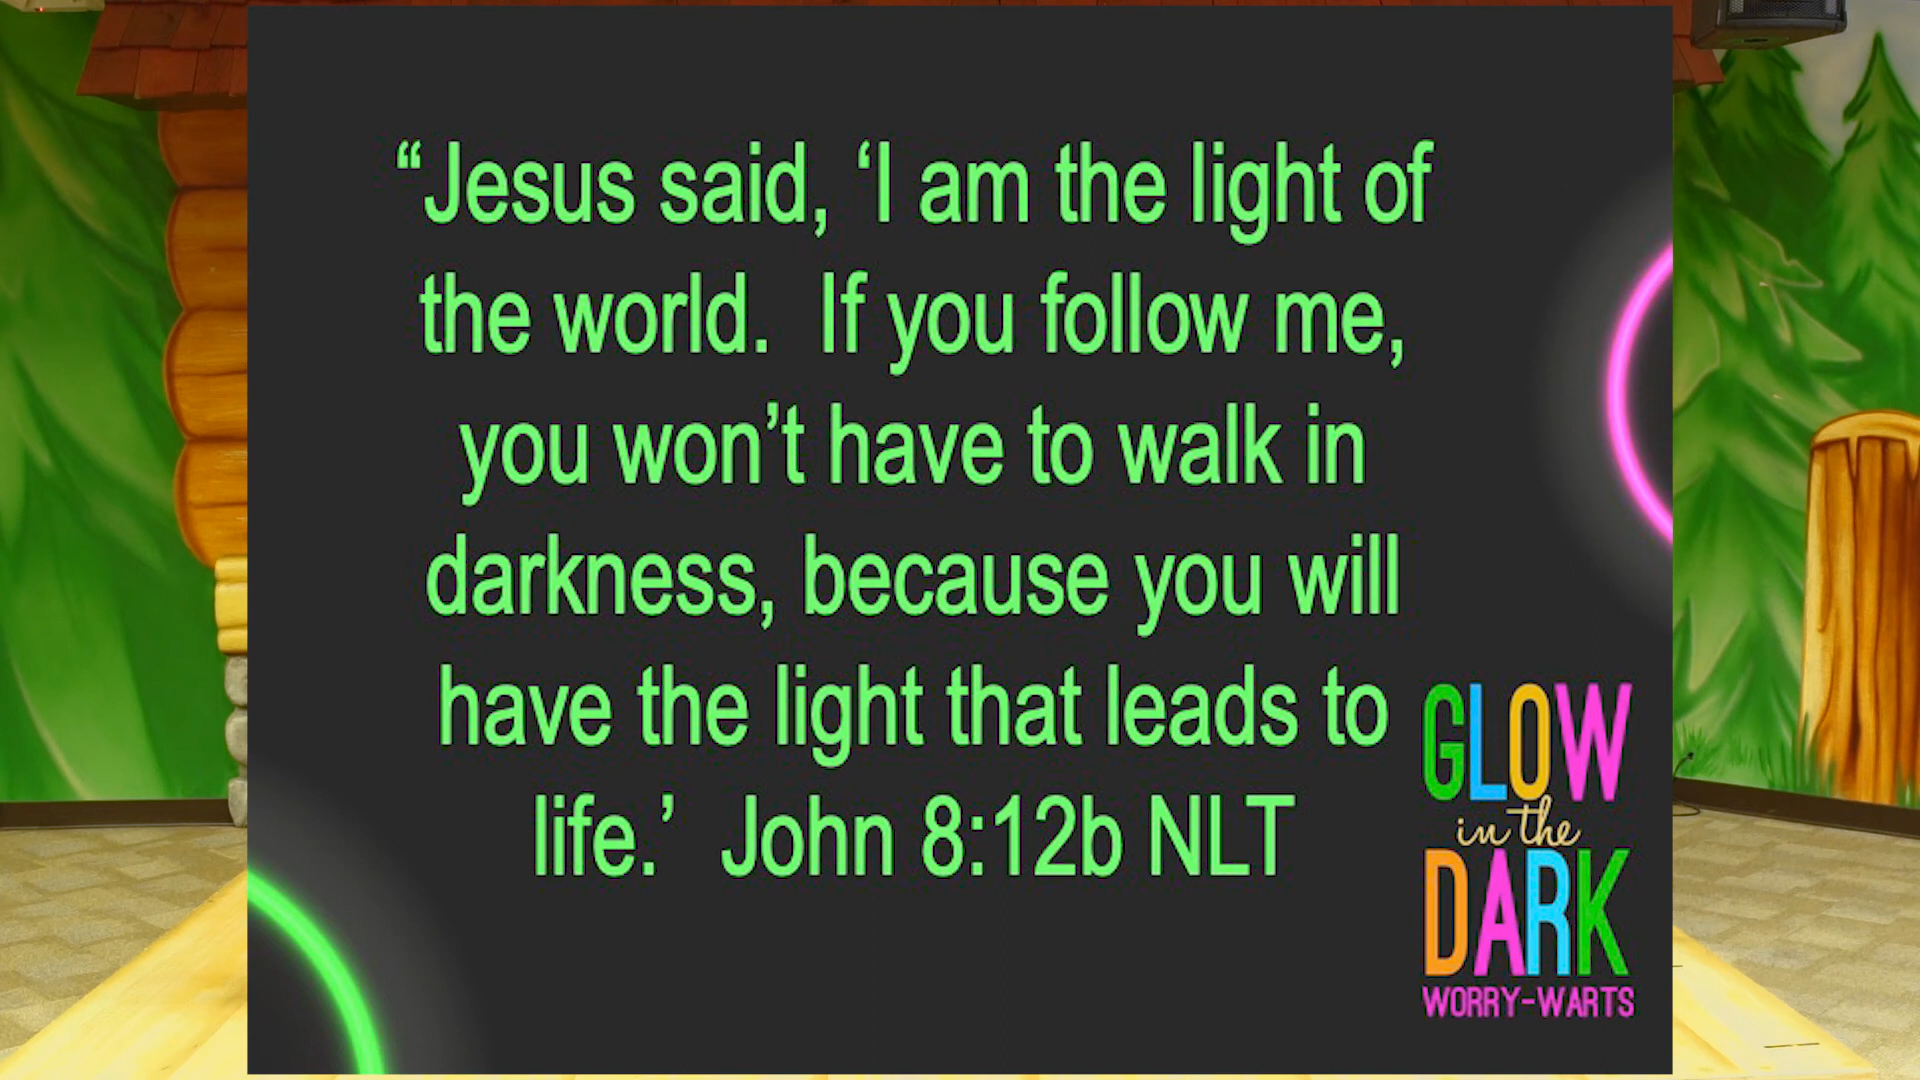 “Jesus said, ‘I am the light of
the world.  If you follow me,
you won’t have to walk in
darkness, because you will
have the light that leads to
life.’  John 8:12b NLT
GLOW
in the
DARK
WORRY-WARTS